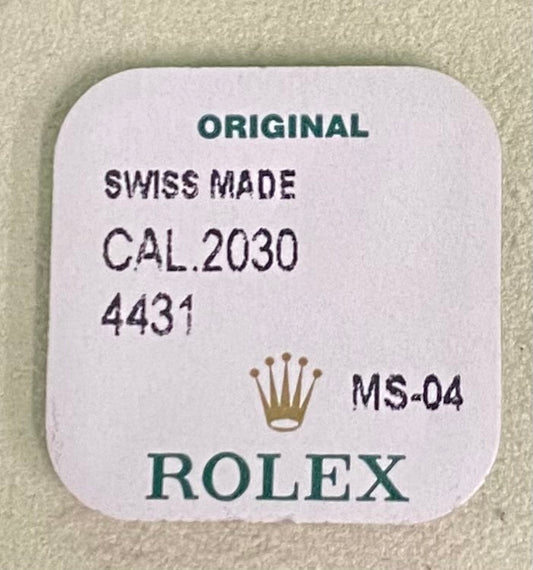 ORIGINAL
SWISS MADE
CAL.2030
4431
MS-04
ROLEX